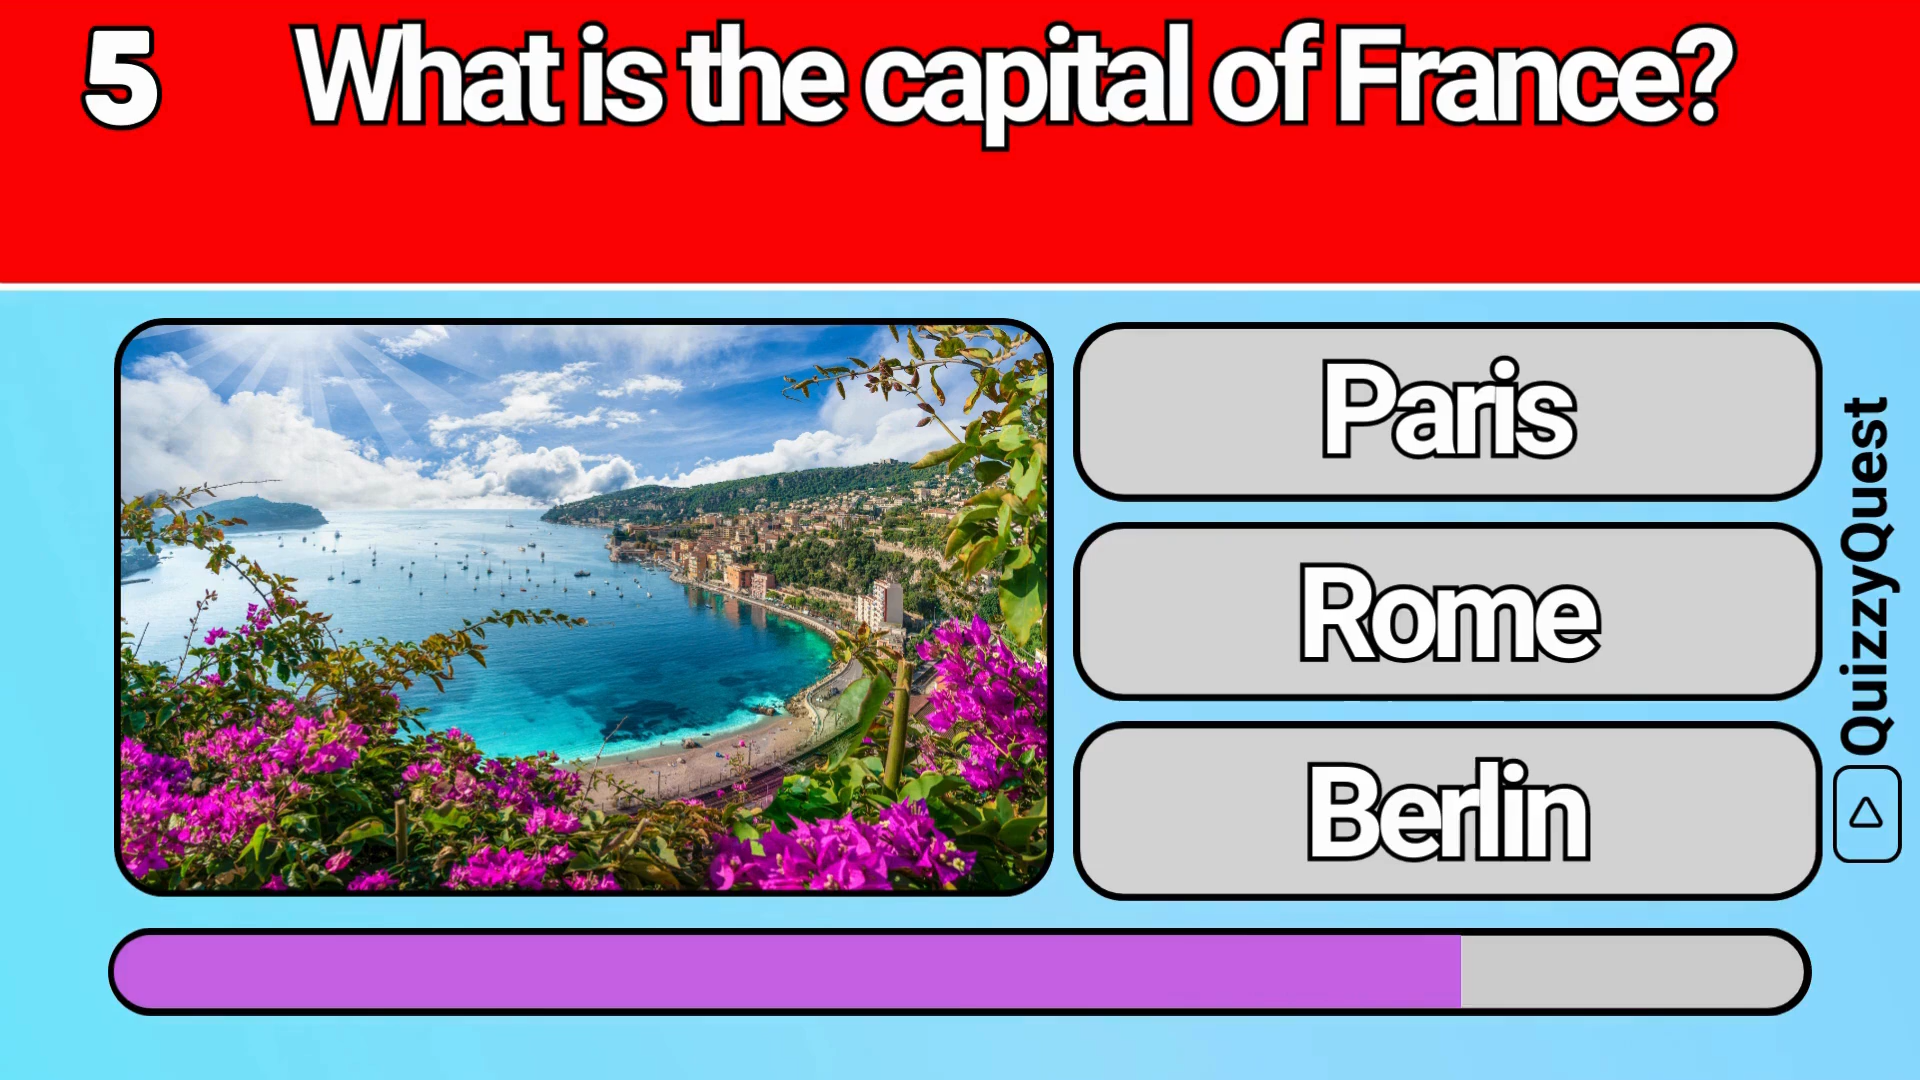 5
What is the capital of France?
Paris
Rome
Berlin
QuizzyQuest